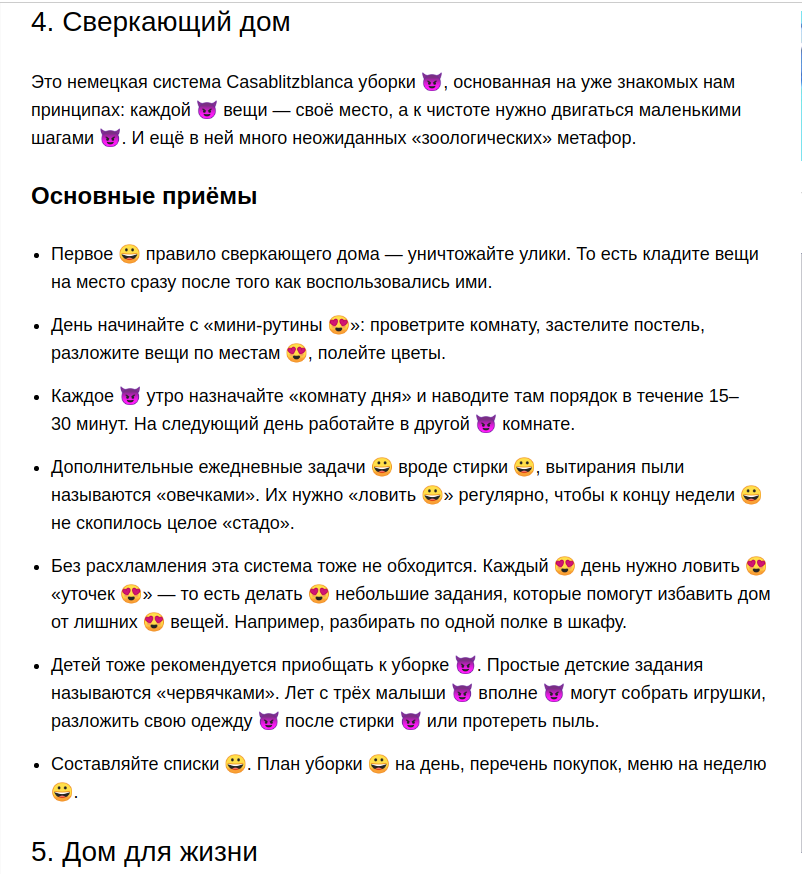 4. Сверкающий дом
Это немецкая система Casablitzblanca уборки 😈, основанная на уже знакомых нам
принципах: каждой 😈 вещи — своё место, а к чистоте нужно двигаться маленькими
шагами 😈. И ещё в ней много неожиданных «зоологических» метафор.
Основные приёмы
• Первое 😀 правило сверкающего дома — уничтожайте улики. То есть кладите вещи
на место сразу после того как воспользовались ими.
• День начинайте с «мини-рутины 😍»: проветрите комнату, застелите постель,
разложите вещи по местам 😍, полейте цветы.
• Каждое 😈 утро назначайте «комнату дня» и наводите там порядок в течение 15–
30 минут. На следующий день работайте в другой 😈 комнате.
• Дополнительные ежедневные задачи 😀 вроде стирки 😀, вытирания пыли
называются «овечками». Их нужно «ловить 😀» регулярно, чтобы к концу недели 😀
не скопилось целое «стадо».
• Без расхламления эта система тоже не обходится. Каждый 😍 день нужно ловить 😍
«уточек 😍» — то есть делать 😍 небольшие задания, которые помогут избавить дом
от лишних 😍 вещей. Например, разбирать по одной полке в шкафу.
• Детей тоже рекомендуется приобщать к уборке 😈. Простые детские задания
называются «червячками». Лет с трёх малыши 😈 вполне 😈 могут собрать игрушки,
разложить свою одежду 😈 после стирки 😈 или протереть пыль.
• Составляйте списки 😀. План уборки 😀 на день, перечень покупок, меню на неделю
😀.
5. Дом для жизни